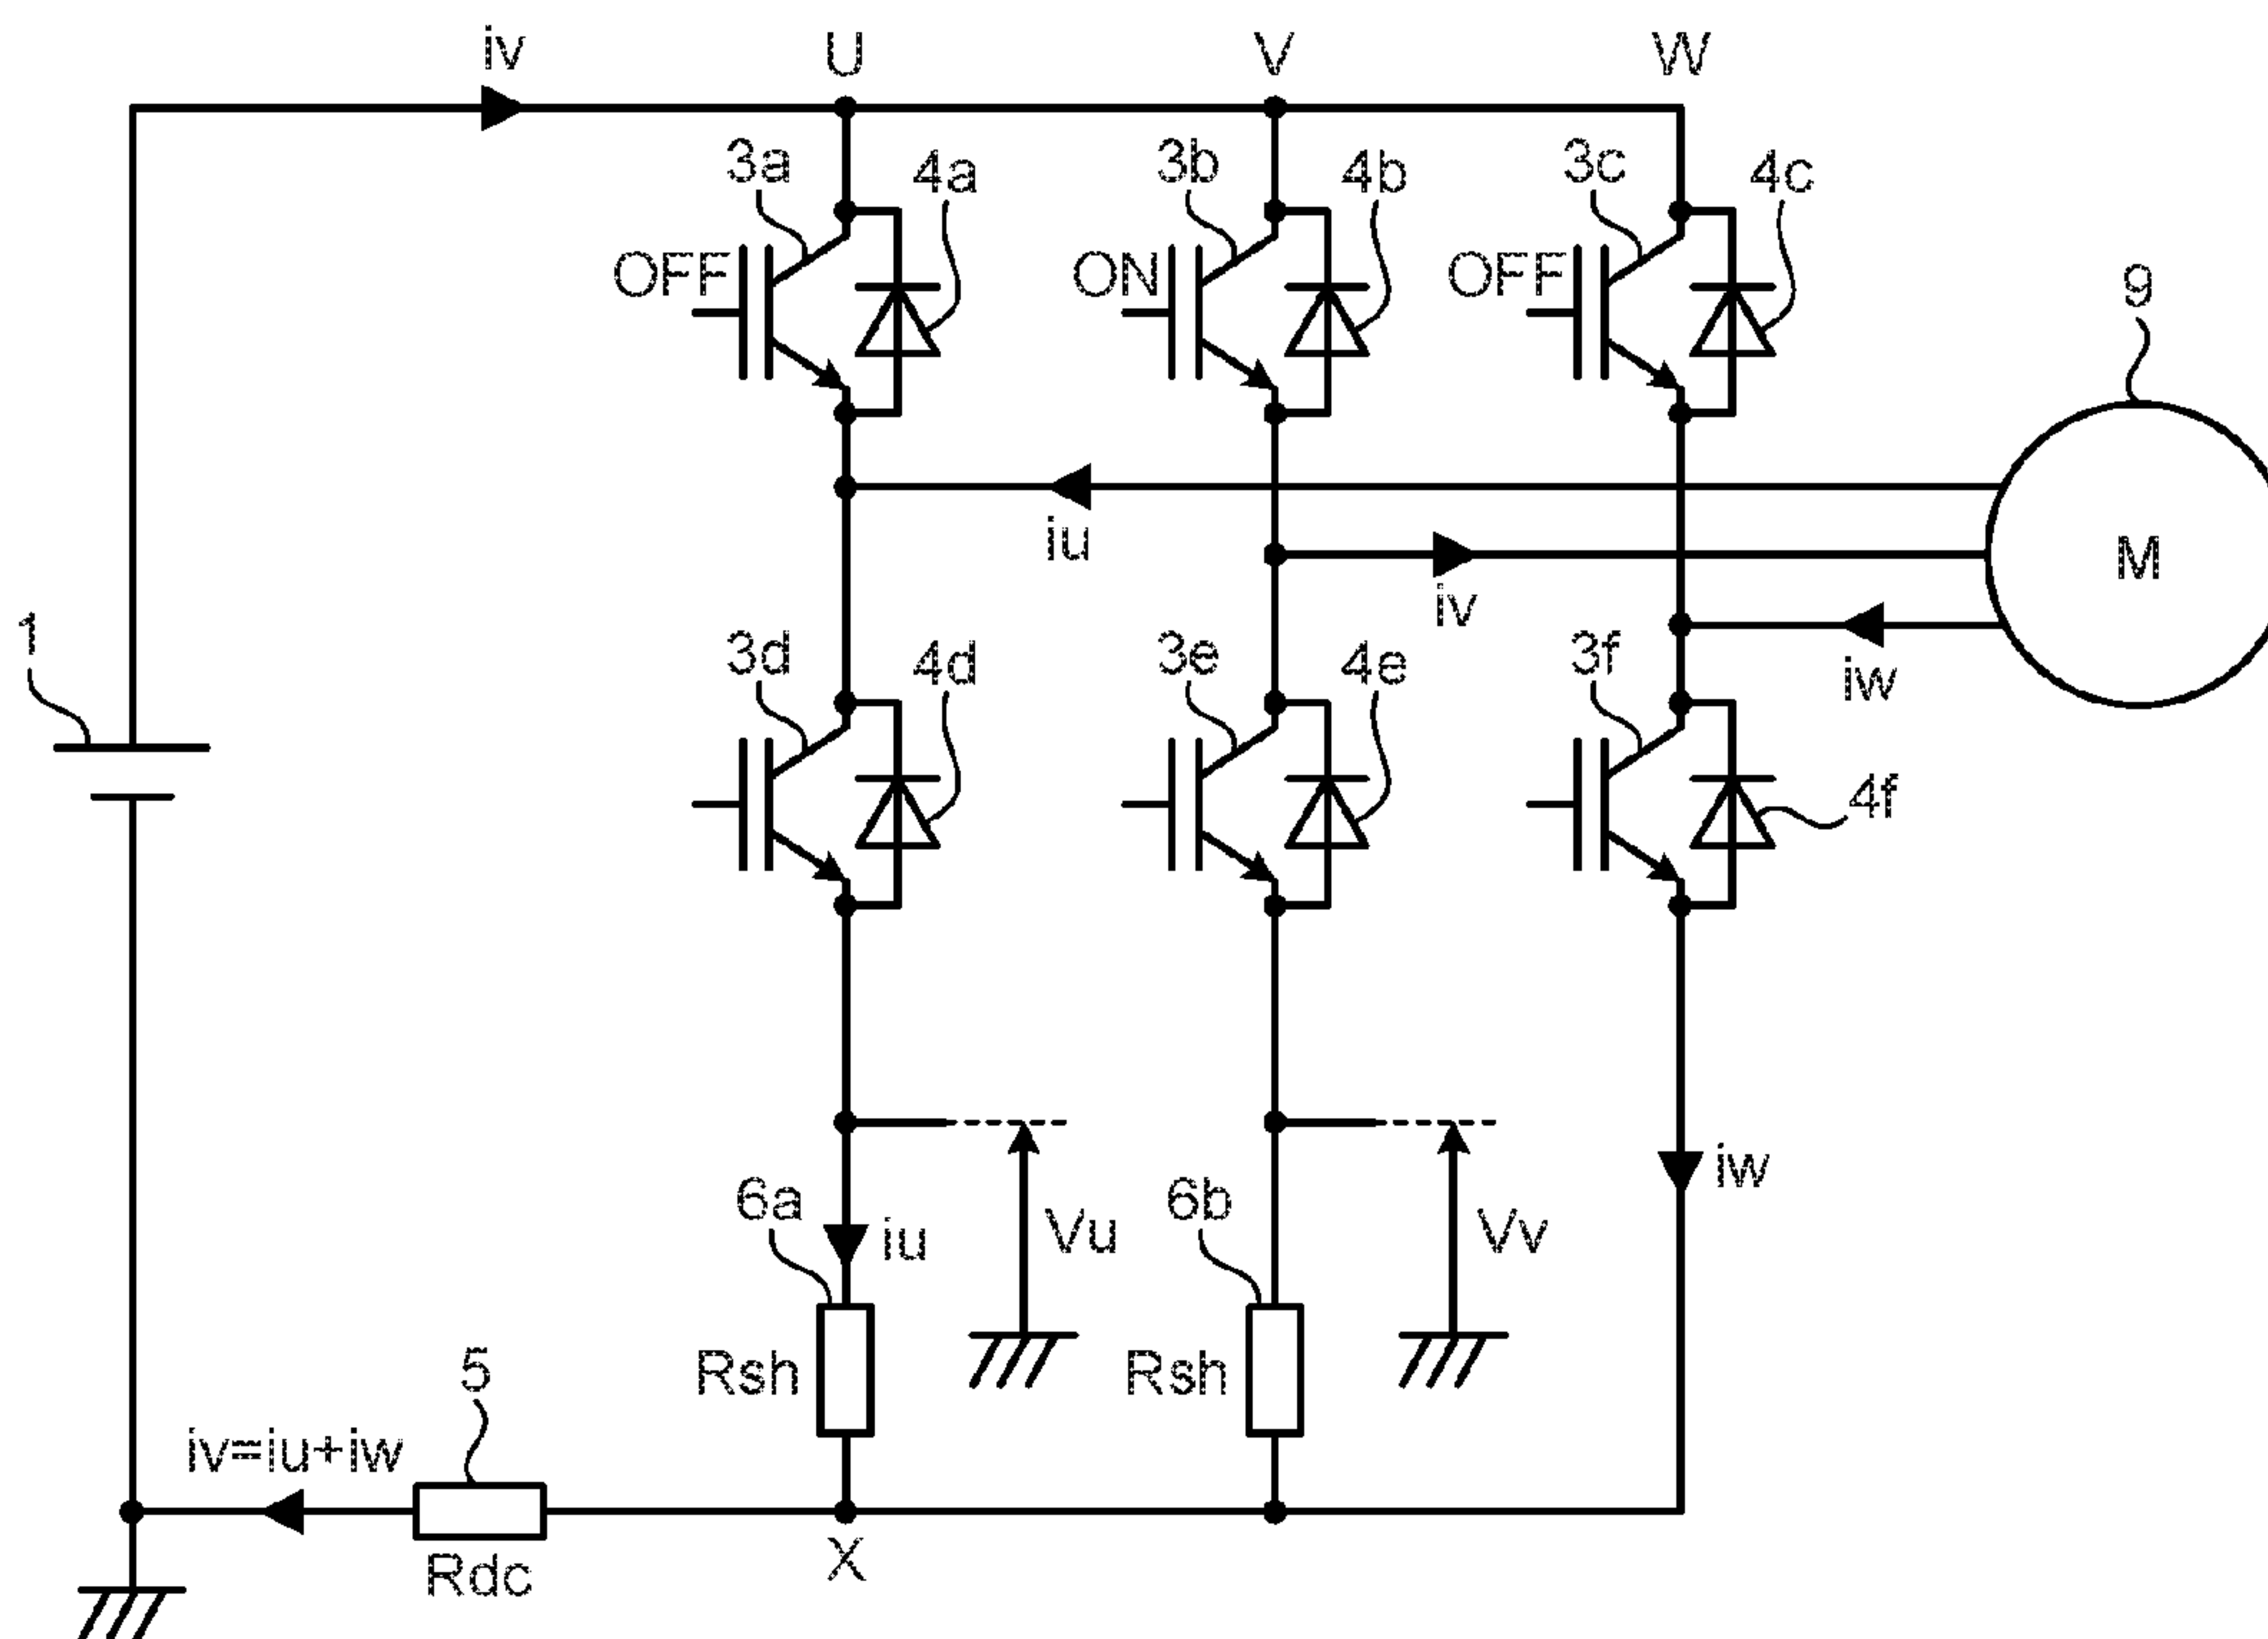 iv
U
V
W
3a
4a
3b
4b
3c
4c
OFF
ON
OFF
9
iu
iv
M
1
3d
4d
3e
4e
3f
iw
4f
iw
6a
iu
Vu
6b
Vv
Rsh
Rsh
5
iv=iu+iw
Rdc
X